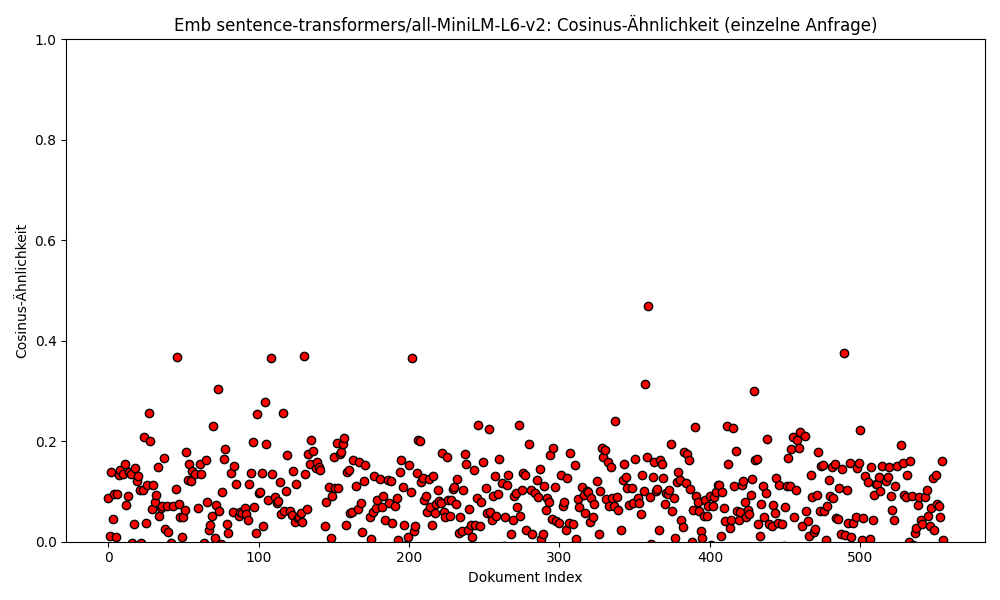 Emb sentence-transformers/all-MiniLM-L6-v2: Cosinus-Ähnlichkeit (einzelne Anfrage)
1.0
0.8
0.6
0.4
0.2
0.0
Cosinus-Ähnlichkeit
0 100 200 300 400 500
Dokument Index